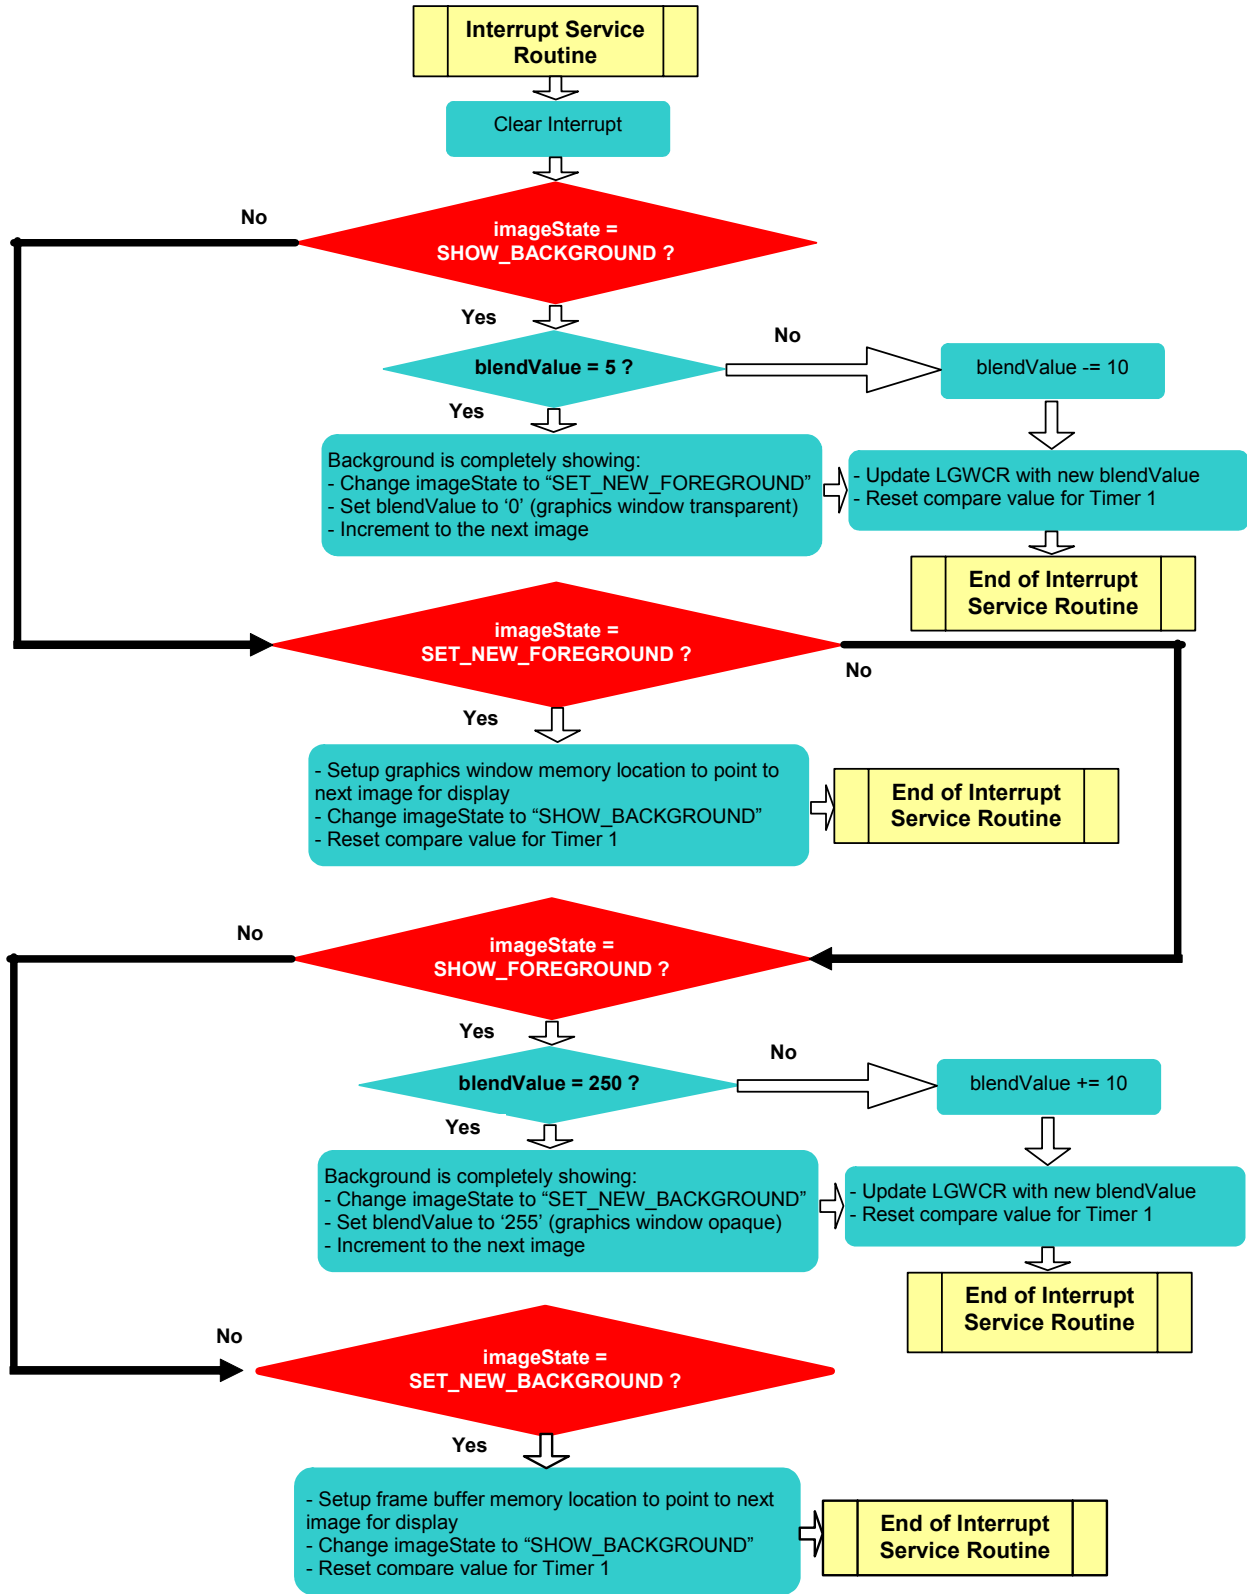 Interrupt Service
Routine
Clear Interrupt
No
imageState =
SHOW_BACKGROUND ?
Yes
No
blendValue = 5 ?
blendValue -= 10
Yes
Background is completely showing:
- Change imageState to “SET_NEW_FOREGROUND”
- Set blendValue to ‘0’ (graphics window transparent)
- Increment to the next image
- Update LGWCR with new blendValue
- Reset compare value for Timer 1
End of Interrupt
Service Routine
imageState =
SET_NEW_FOREGROUND ?
No
Yes
- Setup graphics window memory location to point to
next image for display
- Change imageState to “SHOW_BACKGROUND”
- Reset compare value for Timer 1
End of Interrupt
Service Routine
No
imageState =
SHOW_FOREGROUND ?
Yes
No
blendValue = 250 ?
blendValue += 10
Yes
Background is completely showing:
- Change imageState to “SET_NEW_BACKGROUND”
- Set blendValue to ‘255’ (graphics window opaque)
- Increment to the next image
- Update LGWCR with new blendValue
- Reset compare value for Timer 1
End of Interrupt
Service Routine
No
imageState =
SET_NEW_BACKGROUND ?
Yes
- Setup frame buffer memory location to point to next
image for display
- Change imageState to “SHOW_BACKGROUND”
- Reset compare value for Timer 1
End of Interrupt
Service Routine